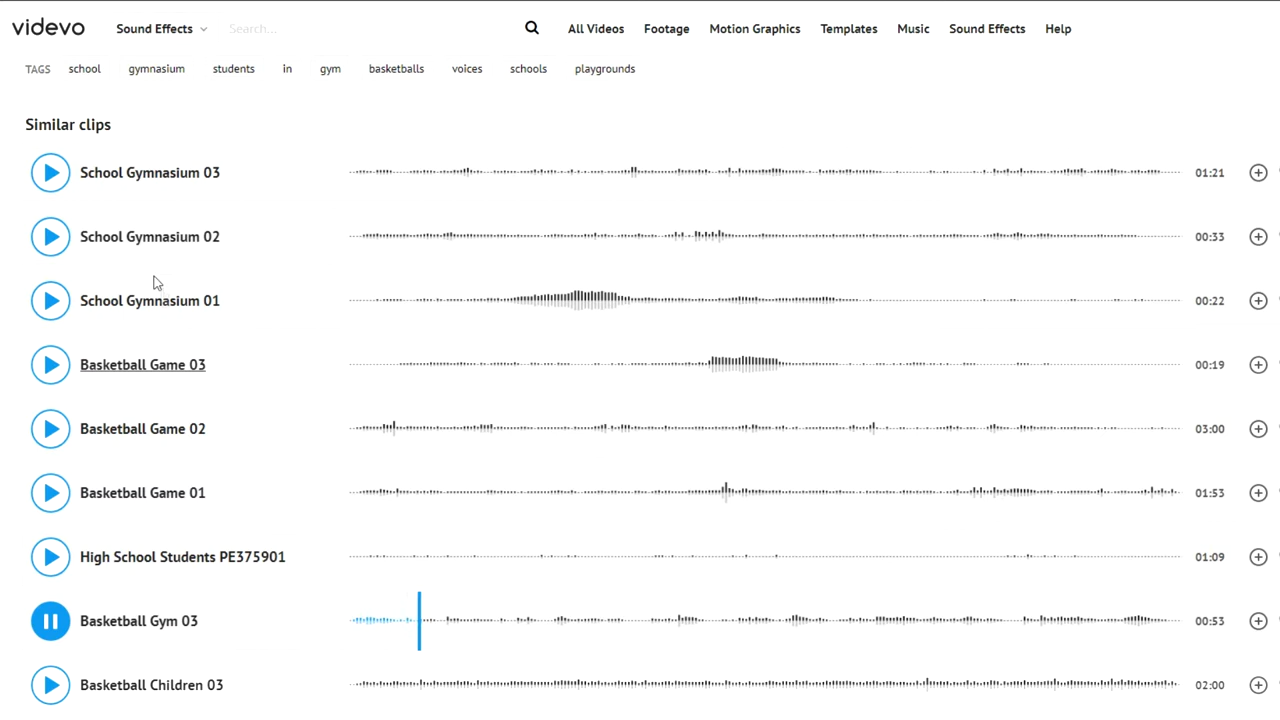 videvo Sound Effects Search... All Videos Footage Motion Graphics Templates Music Sound Effects Help
TAGS school gymnasium students in gym basketballs voices schools playgrounds
Similar clips
School Gymnasium 03 01:21
School Gymnasium 02 00:53
School Gymnasium 01 00:22
Basketball Game 03 00:19
Basketball Game 02 03:00
Basketball Game 01 01:53
High School Students PE375901 01:09
Basketball Gym 03 00:53
Basketball Children 03 02:00